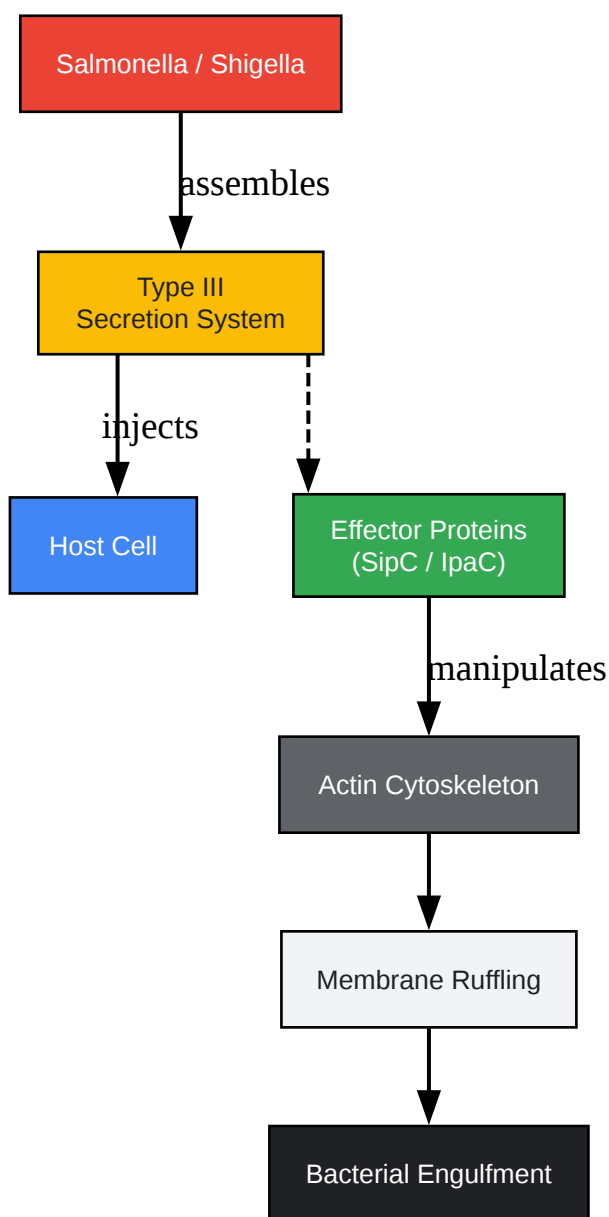 Salmonella / Shigella
assembles
Type III
Secretion System
injects
Host Cell
Effector Proteins
(SipC / IpaC)
manipulates
Actin Cytoskeleton
Membrane Ruffling
Bacterial Engulfment